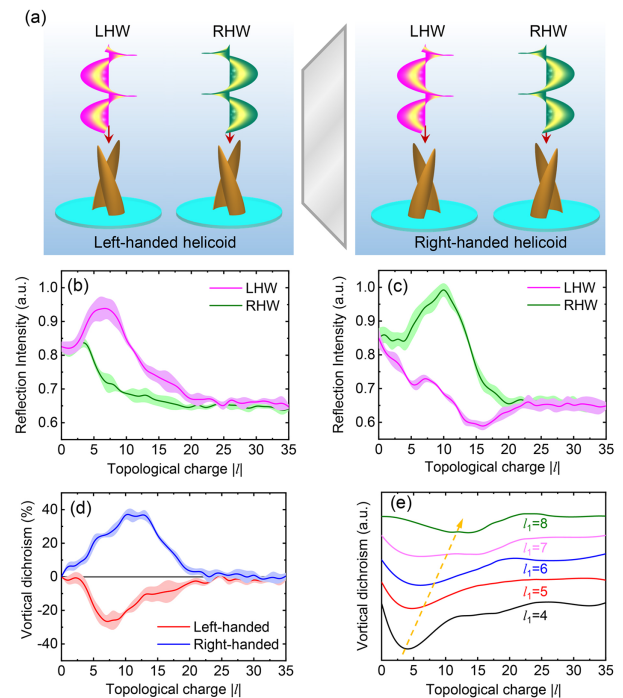 (a)
LHW RHW LHW RHW
Left-handed helicoid Right-handed helicoid
(b)
LHW
RHW
Reflection Intensity (a.u.)
1.0
0.9
0.8
0.7
0.6
0 5 10 15 20 25 30 35
Topological charge |l|
(c)
LHW
RHW
Reflection Intensity (a.u.)
1.0
0.9
0.8
0.7
0.6
0 5 10 15 20 25 30 35
Topological charge |l|
(d)
Vortical dichroism (%)
40
20
0
-20
-40
Left-handed
Right-handed
0 5 10 15 20 25 30 35
Topological charge |l|
(e)
Vortical dichroism (a.u.)
l₁=8
l₁=7
l₁=6
l₁=5
l₁=4
0 5 10 15 20 25 30 35
Topological charge |l|